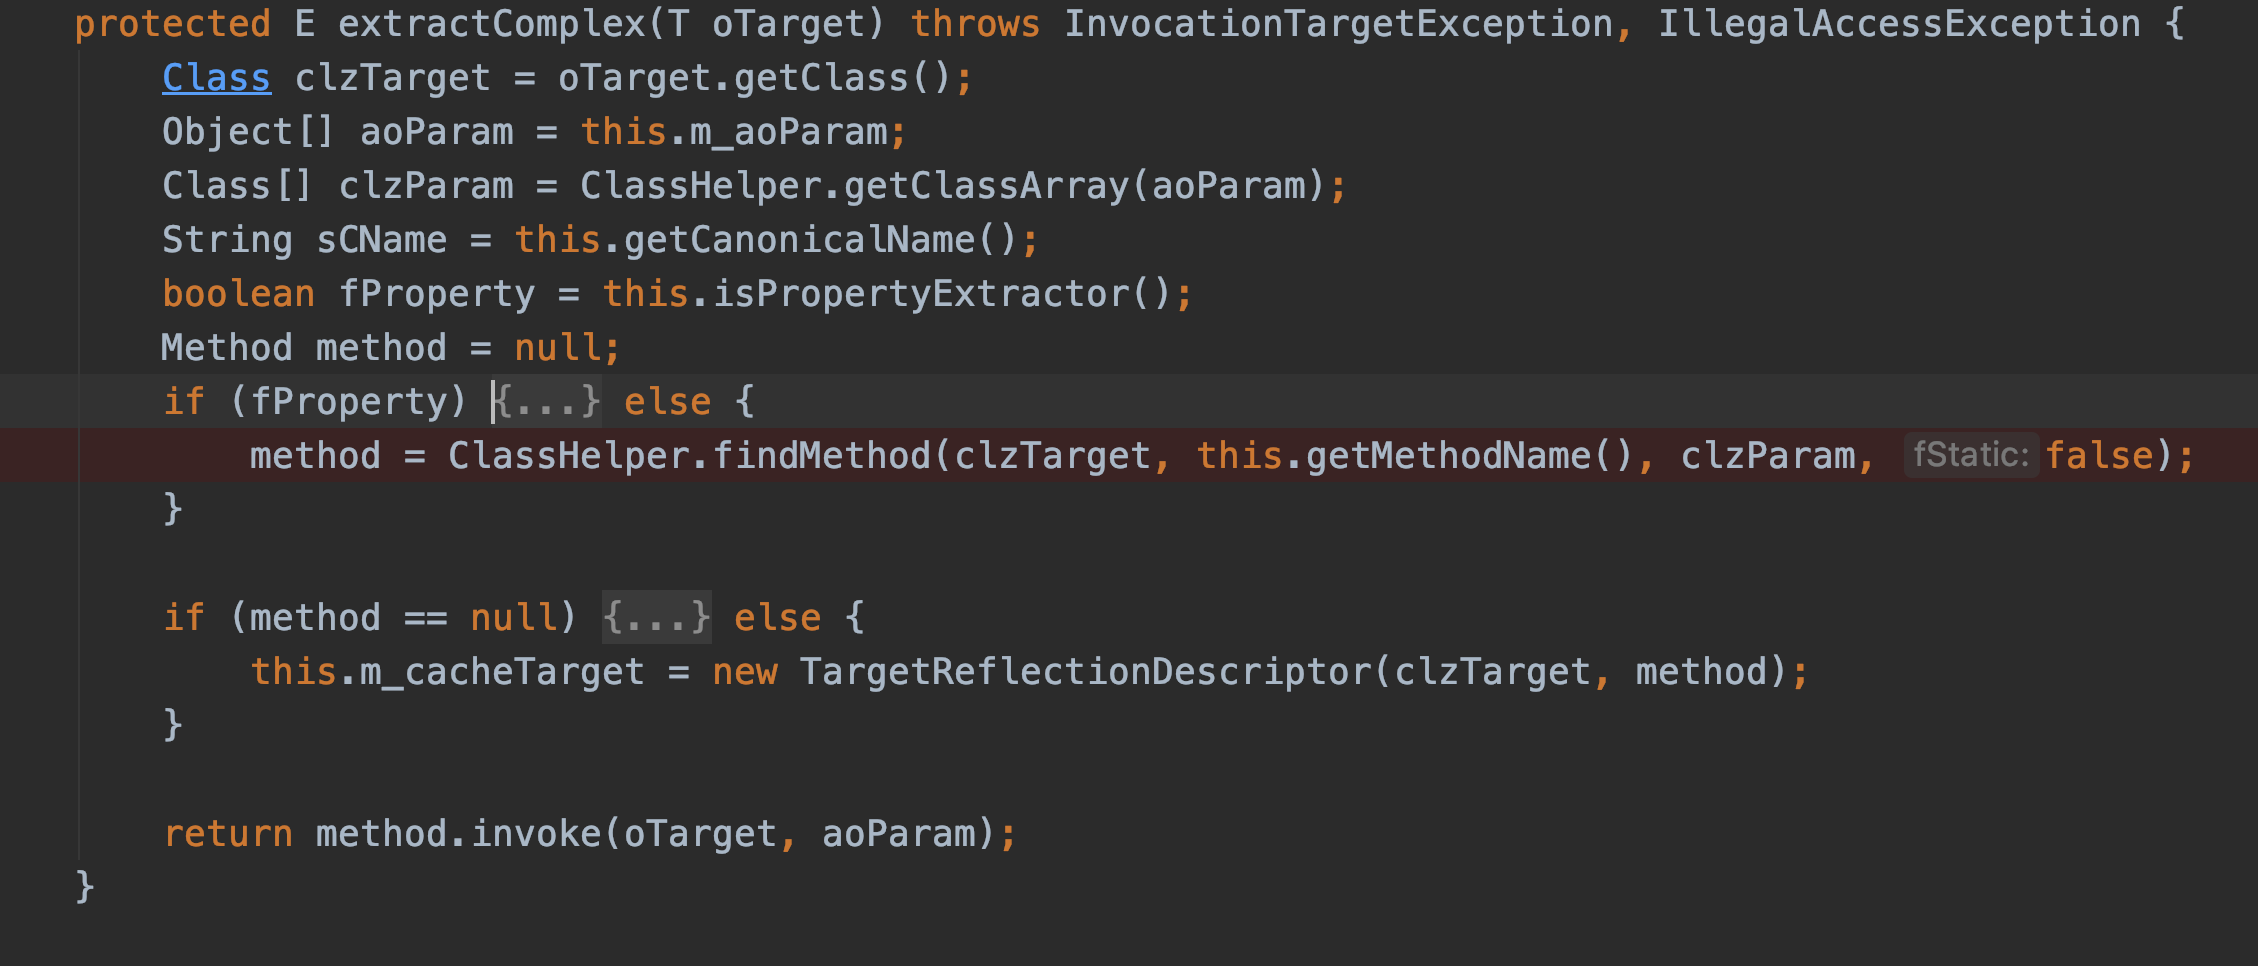 protected E extractComplex(T oTarget) throws InvocationTargetException, IllegalAccessException {
Class clzTarget = oTarget.getClass();
Object[] aoParam = this.m_aoParam;
Class[] clzParam = ClassHelper.getClassArray(aoParam);
String sCName = this.getCanonicalName();
boolean fProperty = this.isPropertyExtractor();
Method method = null;
if (fProperty) {...} else {
method = ClassHelper.findMethod(clzTarget, this.getMethodName(), clzParam, fStatic: false);
}
if (method == null) {...} else {
this.m_cacheTarget = new TargetReflectionDescriptor(clzTarget, method);
}
return method.invoke(oTarget, aoParam);
}